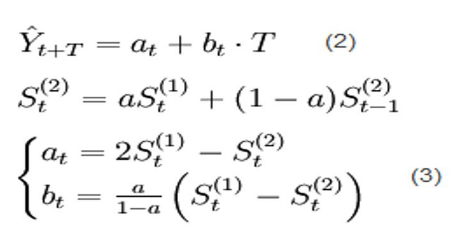 Ŷ_{t+T} = a_t + b_t · T (2)
S_t^{(2)} = aS_t^{(1)} + (1 − a)S_{t−1}^{(2)}
{ a_t = 2S_t^{(1)} − S_t^{(2)}
b_t = \frac{a}{1−a} ( S_t^{(1)} − S_t^{(2)} ) (3)